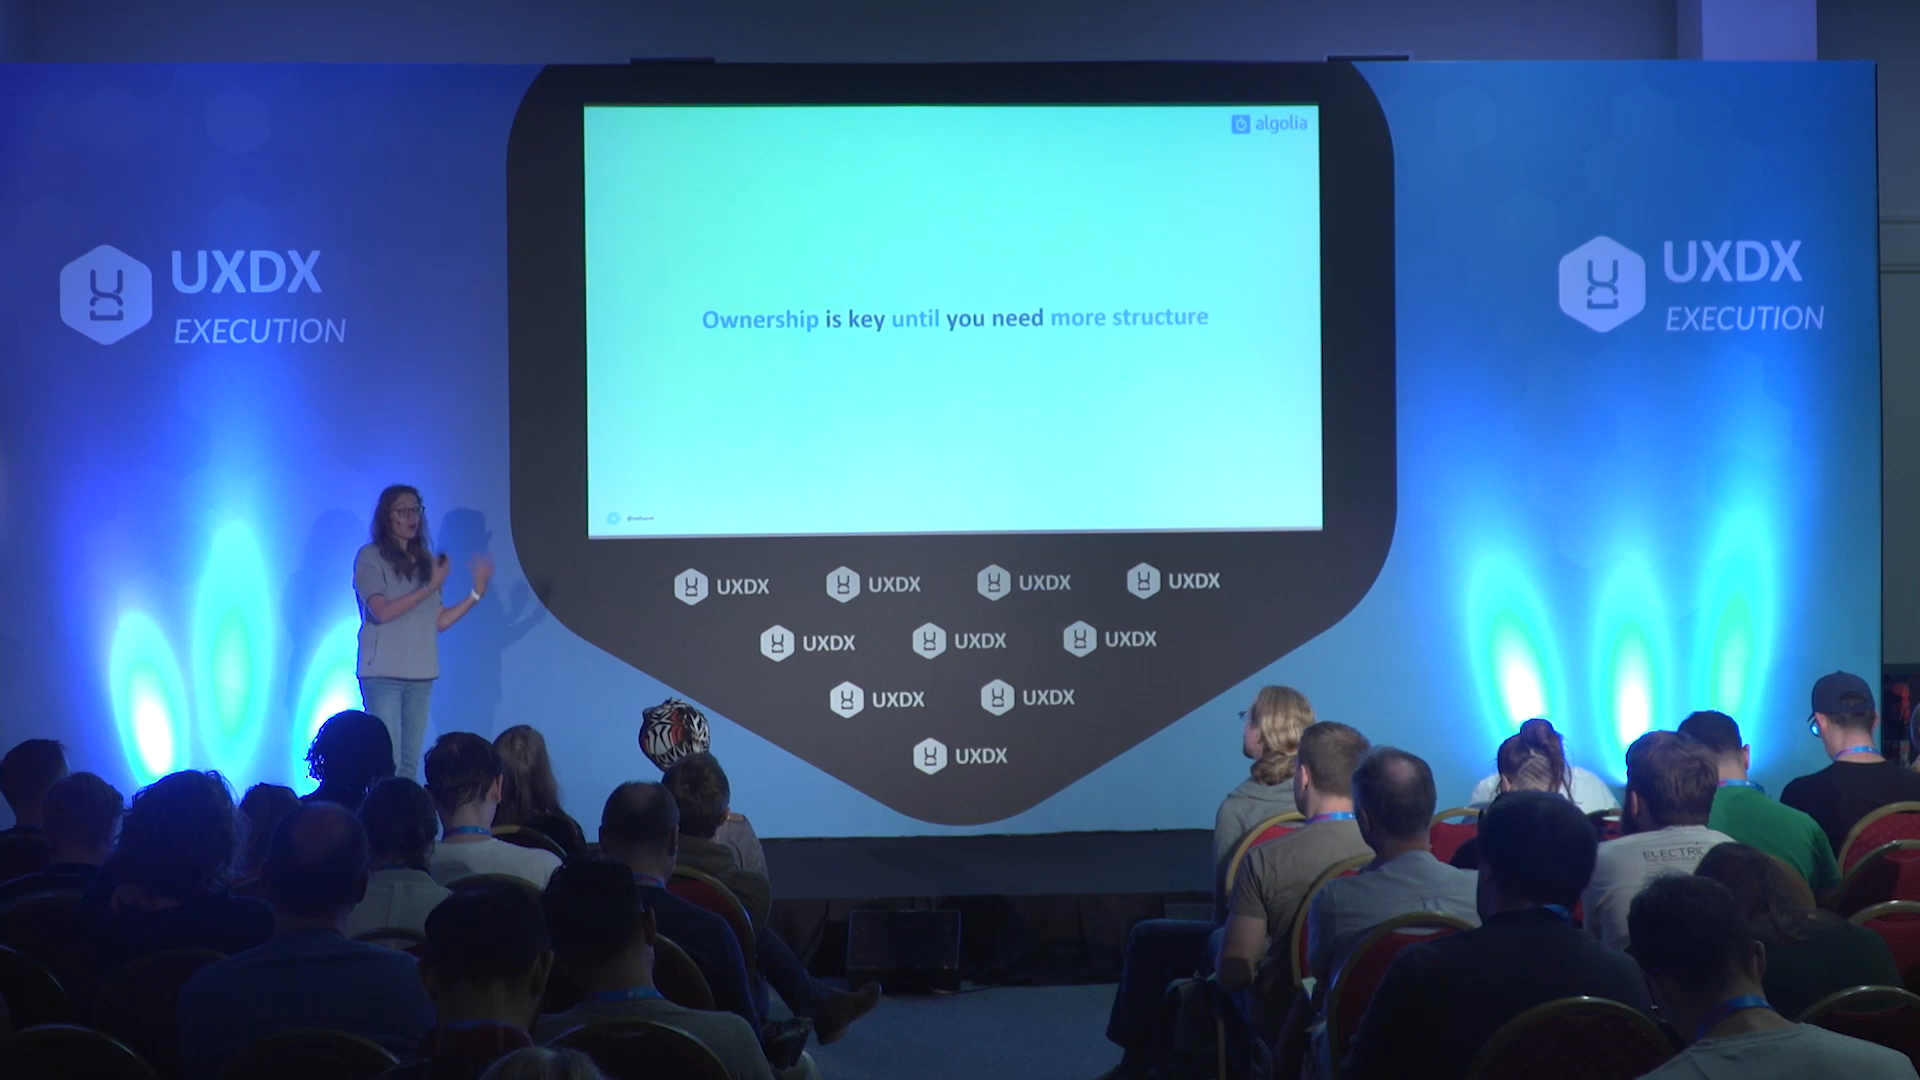 algolia
UXDX
EXECUTION
UXDX
EXECUTION
Ownership is key until you need more structure
UXDX UXDX UXDX UXDX
UXDX UXDX UXDX
UXDX UXDX
UXDX
ELECTRIC